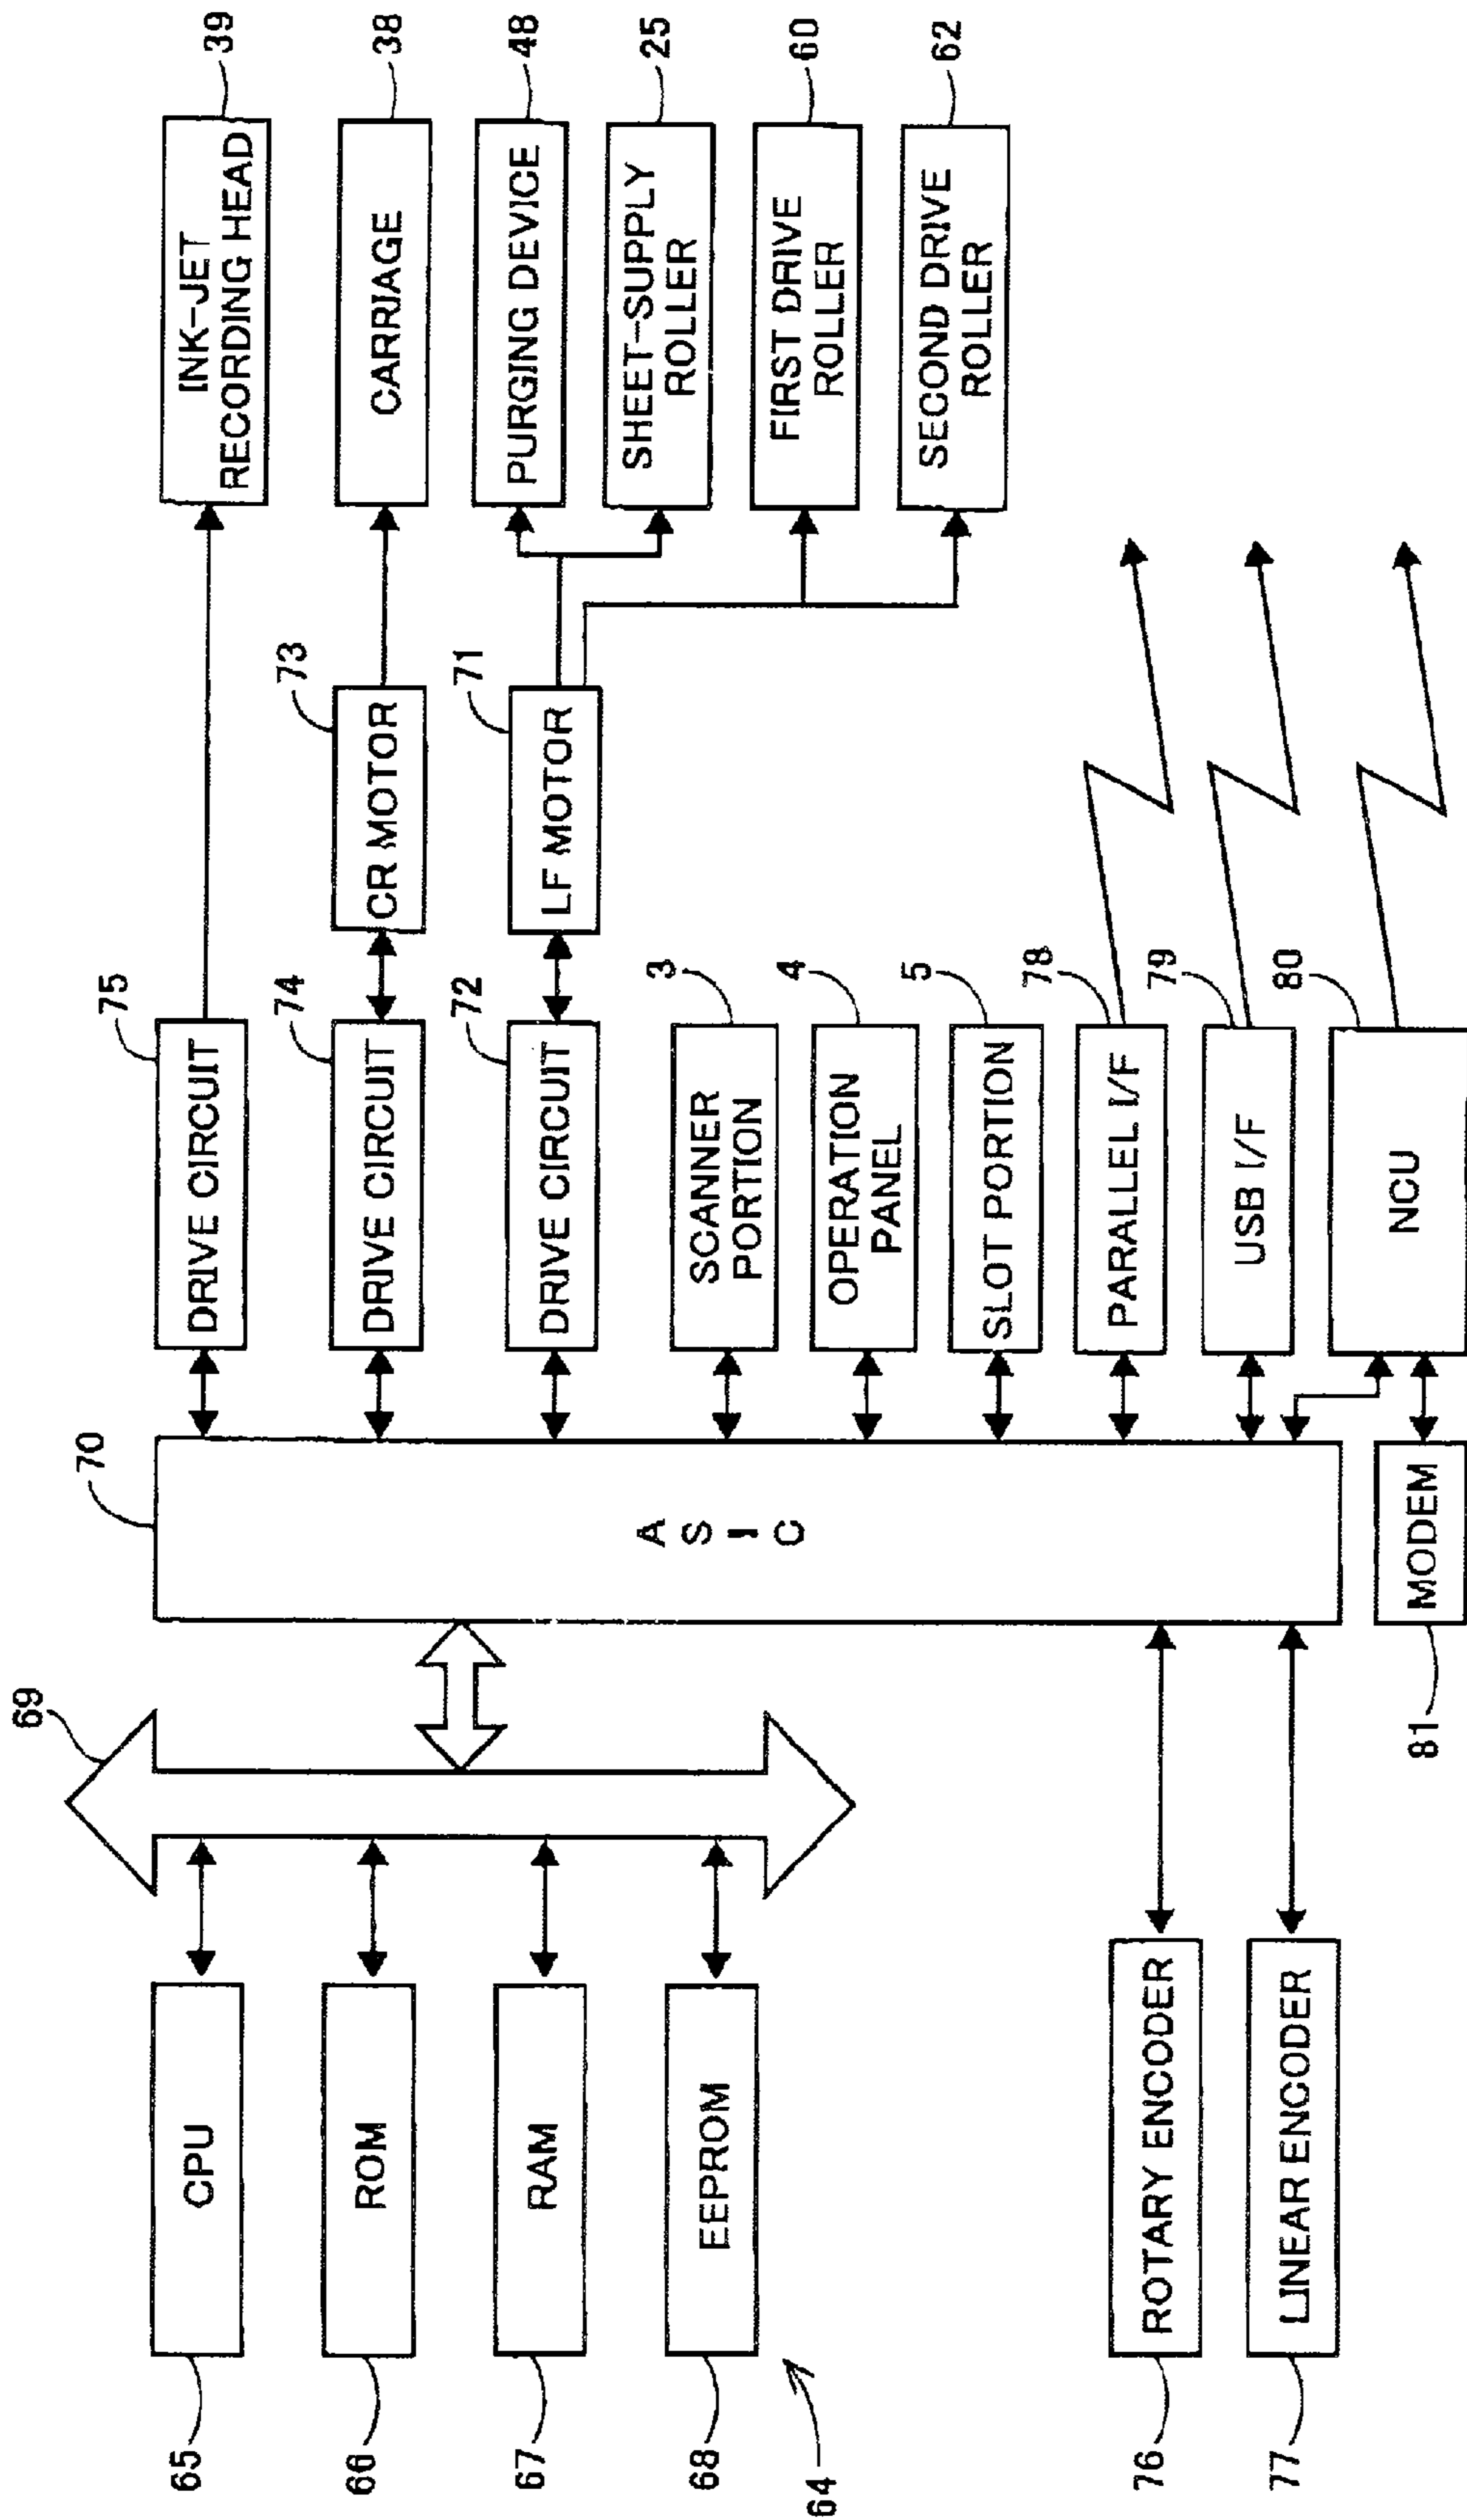 65
CPU
66
ROM
67
RAM
68
EEPROM
64
76
ROTARY ENCODER
77
LINEAR ENCODER
69
70
A
S
I
C
81
MODEM
75
DRIVE CIRCUIT
74
DRIVE CIRCUIT
72
DRIVE CIRCUIT
3
SCANNER
PORTION
4
OPERATION
PANEL
5
SLOT PORTION
78
PARALLEL I/F
79
USB I/F
80
NCU
73
CR MOTOR
71
LF MOTOR
39
INK-JET
RECORDING HEAD
38
CARRIAGE
48
PURGING DEVICE
25
SHEET-SUPPLY
ROLLER
60
FIRST DRIVE
ROLLER
62
SECOND DRIVE
ROLLER